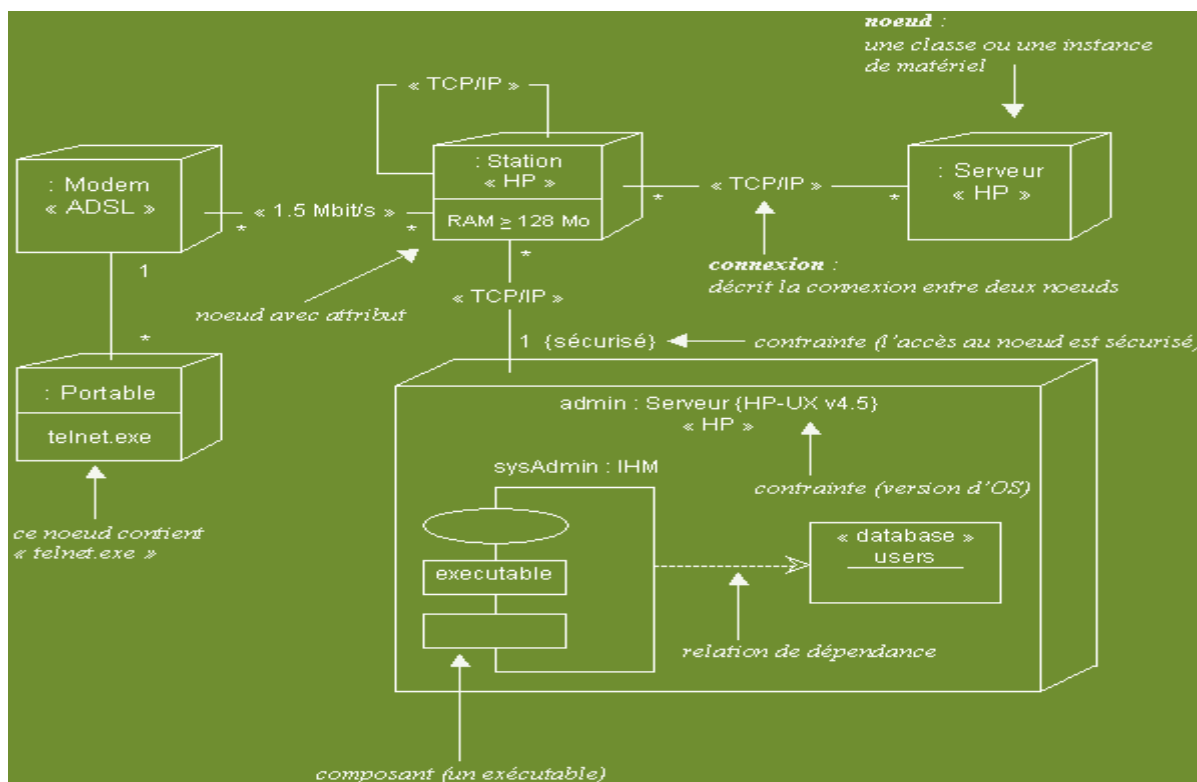 noeud :
une classe ou une instance
de matériel
« TCP/IP »
: Station
« HP »
RAM ≥ 128 Mo
: Modem
« ADSL »
« 1.5 Mbit/s »
*
*
*
« TCP/IP »
*
: Serveur
« HP »
1
*
connexion :
décrit la connexion entre deux noeuds
noeud avec attribut
« TCP/IP »
*
1 {sécurisé}
contrainte (l'accès au noeud est sécurisé)
: Portable
telnet.exe
ce noeud contient
« telnet.exe »
admin : Serveur {HP-UX v4.5}
« HP »
contrainte (version d'OS)
sysAdmin : IHM
executable
« database »
users
relation de dépendance
composant (un exécutable)